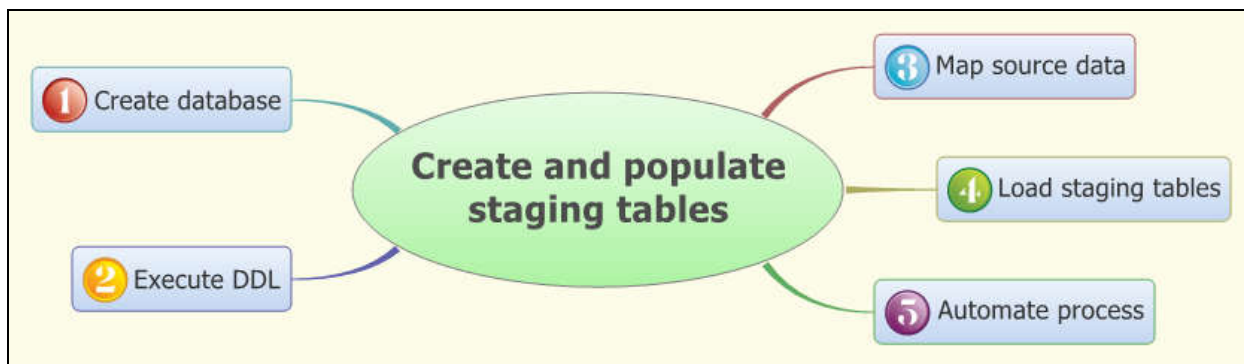 1 Create database
2 Execute DDL
Create and populate
staging tables
3 Map source data
4 Load staging tables
5 Automate process